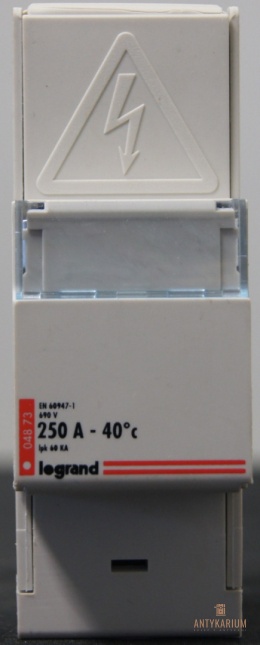 EN 60947-1
690 V
250 A - 40°c
Ipk 60 KA
048 73
legrand
ANTYKARIUM